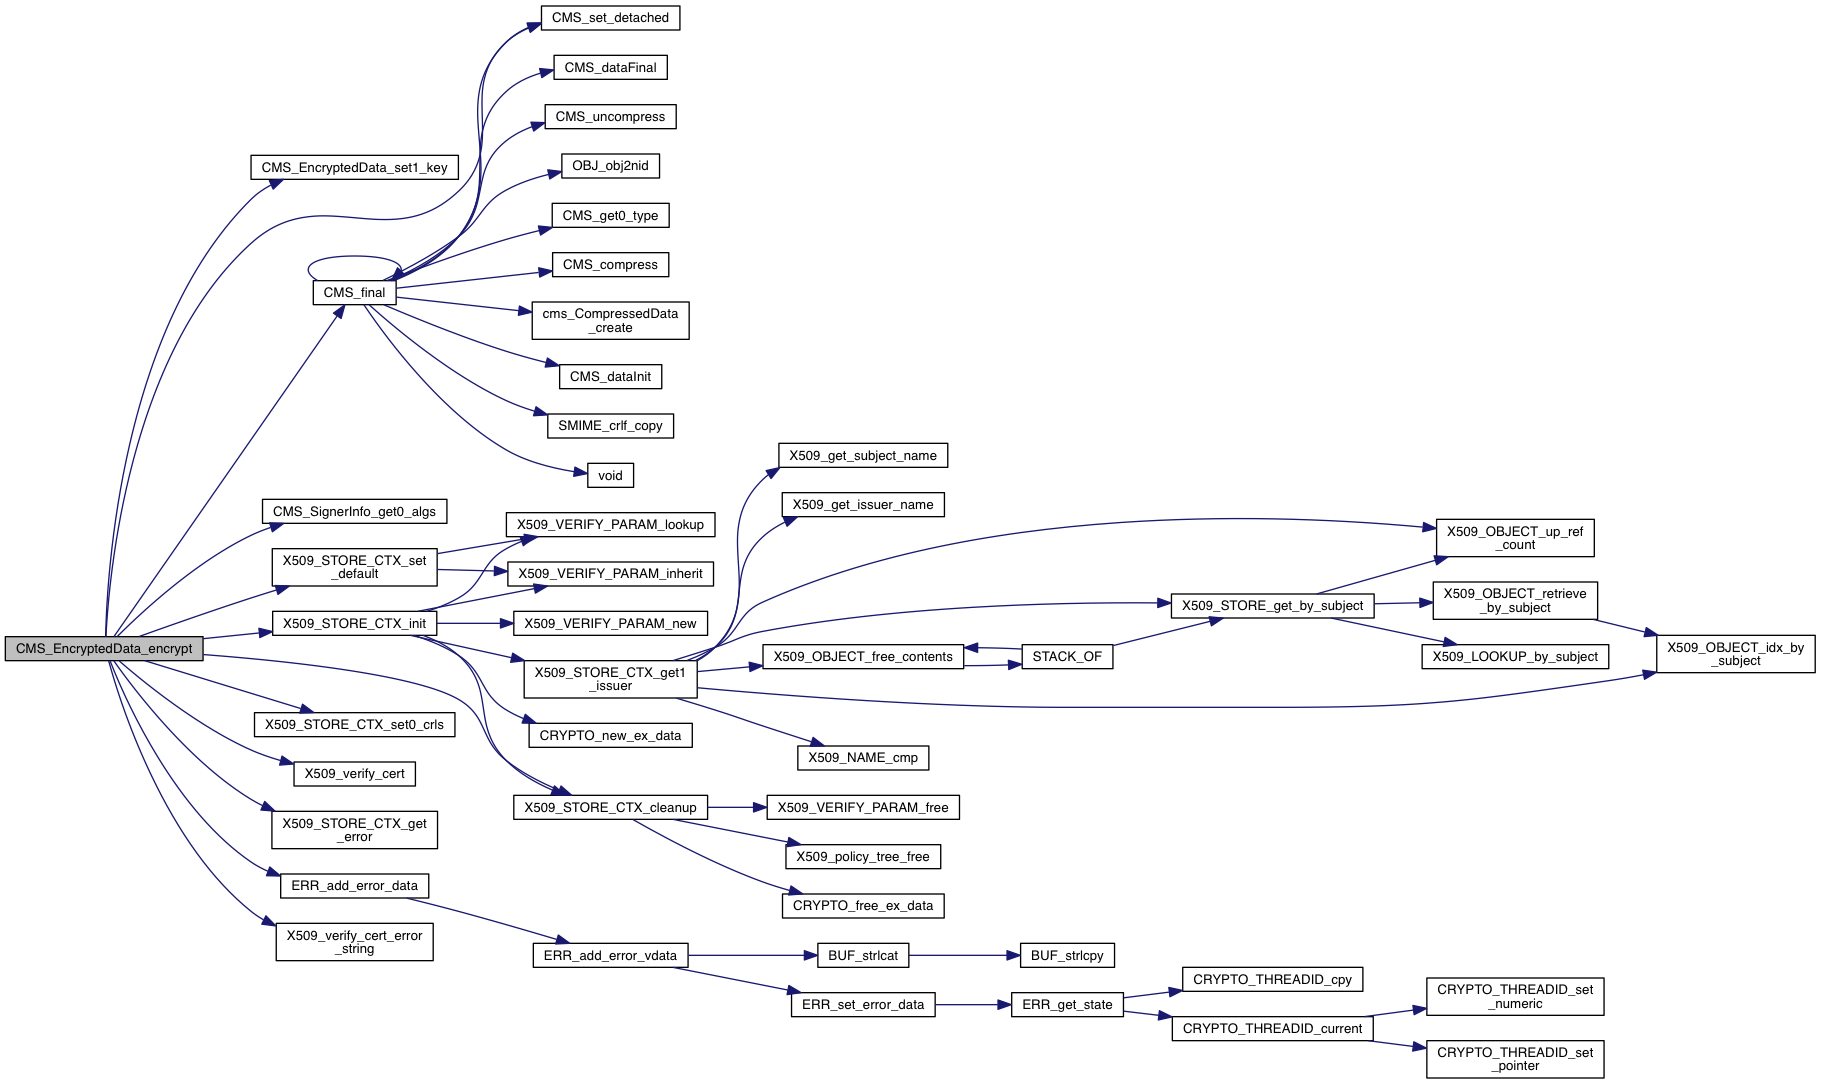 CMS_EncryptedData_encrypt
CMS_EncryptedData_set1_key
CMS_final
CMS_SignerInfo_get0_algs
X509_STORE_CTX_set
_default
X509_STORE_CTX_init
X509_STORE_CTX_set0_crls
X509_verify_cert
X509_STORE_CTX_get
_error
ERR_add_error_data
X509_verify_cert_error
_string
CMS_set_detached
CMS_dataFinal
CMS_uncompress
OBJ_obj2nid
CMS_get0_type
CMS_compress
cms_CompressedData
_create
CMS_dataInit
SMIME_crlf_copy
void
X509_VERIFY_PARAM_lookup
X509_VERIFY_PARAM_inherit
X509_VERIFY_PARAM_new
X509_STORE_CTX_get1
_issuer
CRYPTO_new_ex_data
X509_STORE_CTX_cleanup
ERR_add_error_vdata
X509_get_subject_name
X509_get_issuer_name
X509_OBJECT_free_contents
X509_NAME_cmp
X509_VERIFY_PARAM_free
X509_policy_tree_free
CRYPTO_free_ex_data
BUF_strlcat
ERR_set_error_data
STACK_OF
BUF_strlcpy
ERR_get_state
X509_STORE_get_by_subject
CRYPTO_THREADID_cpy
CRYPTO_THREADID_current
X509_OBJECT_up_ref
_count
X509_OBJECT_retrieve
_by_subject
X509_LOOKUP_by_subject
CRYPTO_THREADID_set
_numeric
CRYPTO_THREADID_set
_pointer
X509_OBJECT_idx_by
_subject